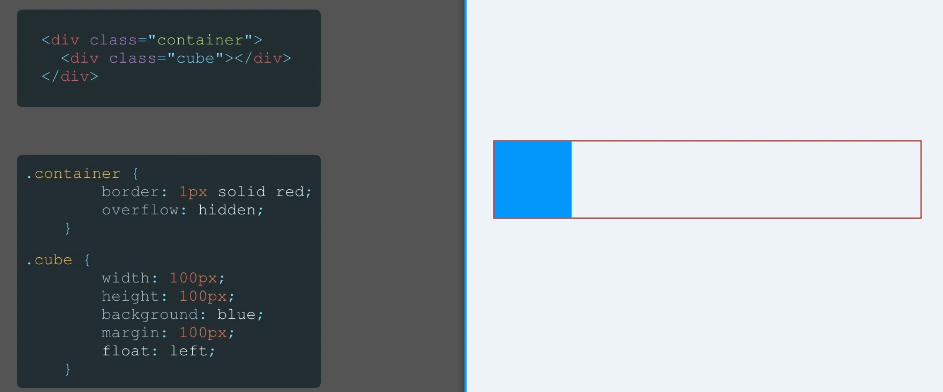 <div class="container">
<div class="cube"></div>
</div>
.container {
border: 1px solid red;
overflow: hidden;
}
.cube {
width: 100px;
height: 100px;
background: blue;
margin: 100px;
float: left;
}